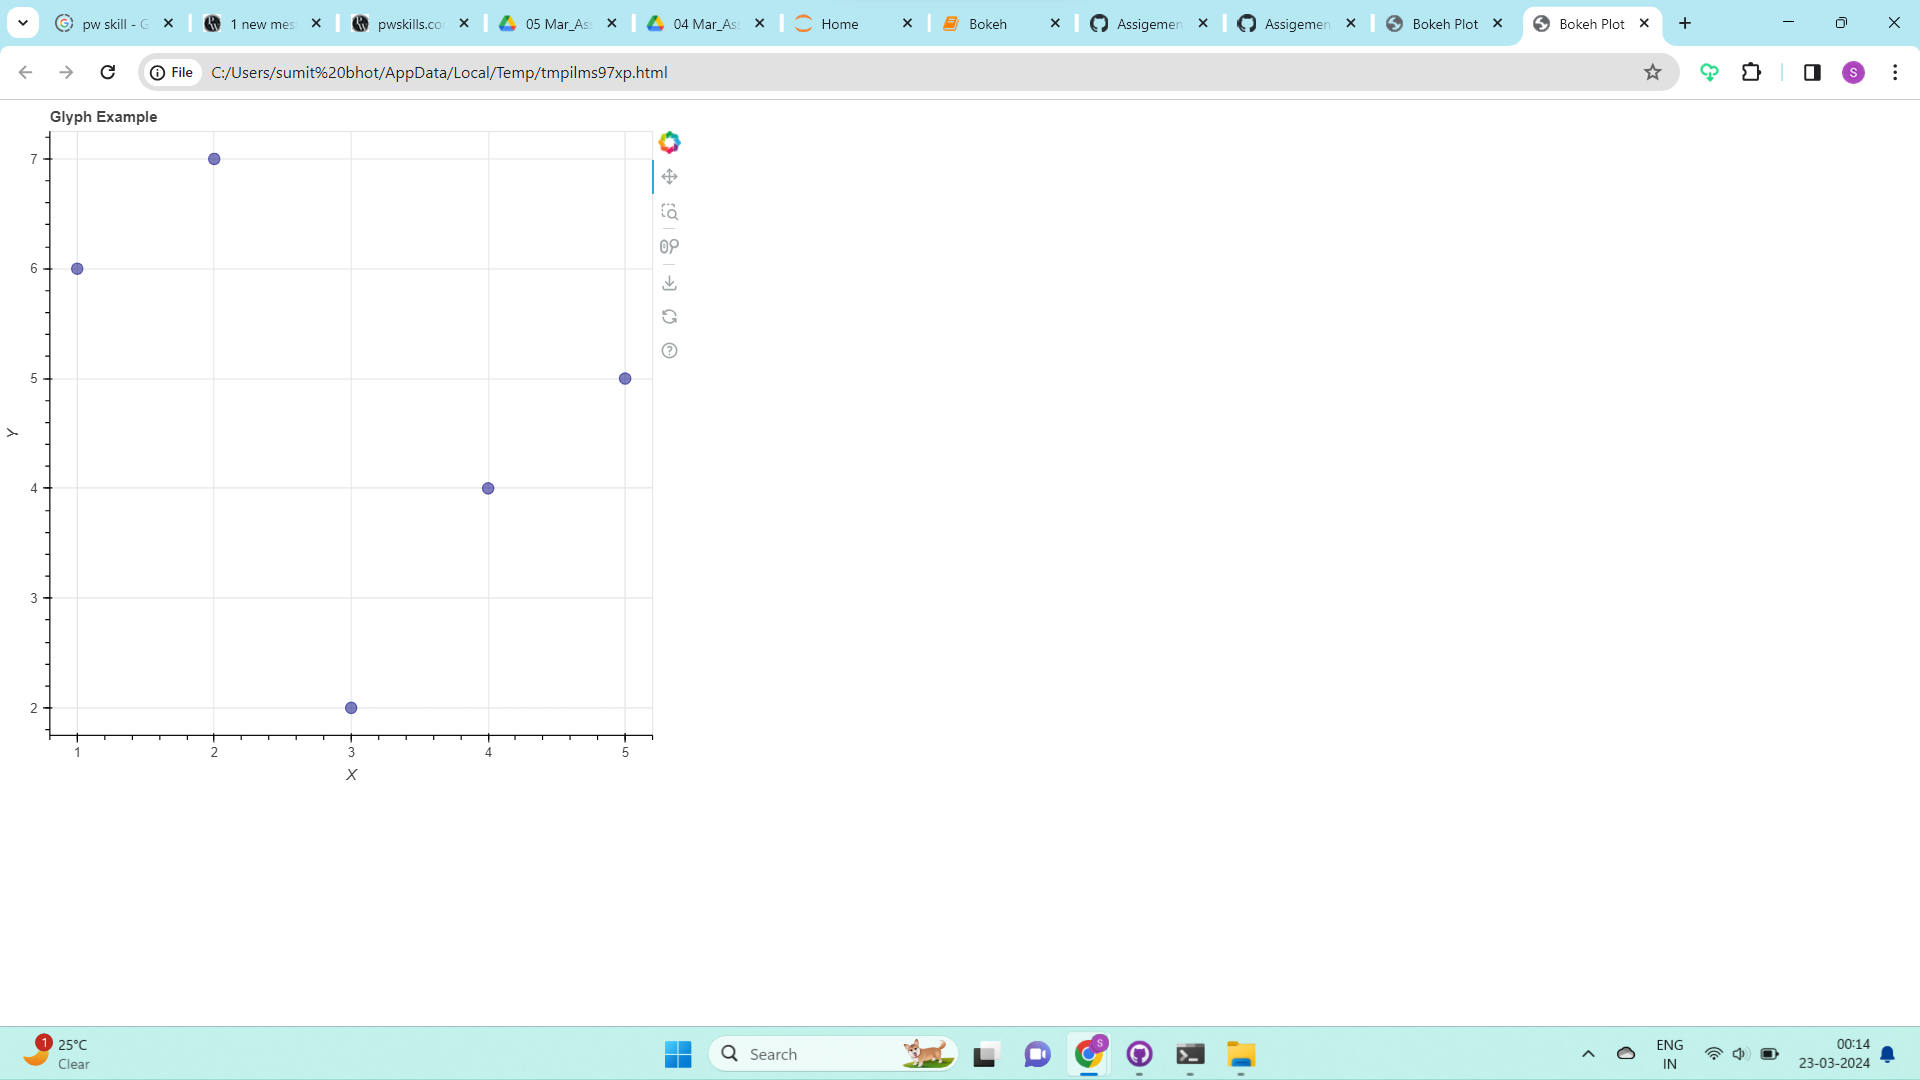 pw skill - G
1 new mes
pwskills.co
05 Mar_As
04 Mar_As
Home
Bokeh
Assigemen
Assigemen
Bokeh Plot
Bokeh Plot
File C:/Users/sumit%20bhot/AppData/Local/Temp/tmpilms97xp.html
S
Glyph Example
7
6
5
4
3
2
Y
1 2 3 4 5
X
1
25°C
Clear
Search
S
ENG
IN
00:14
23-03-2024